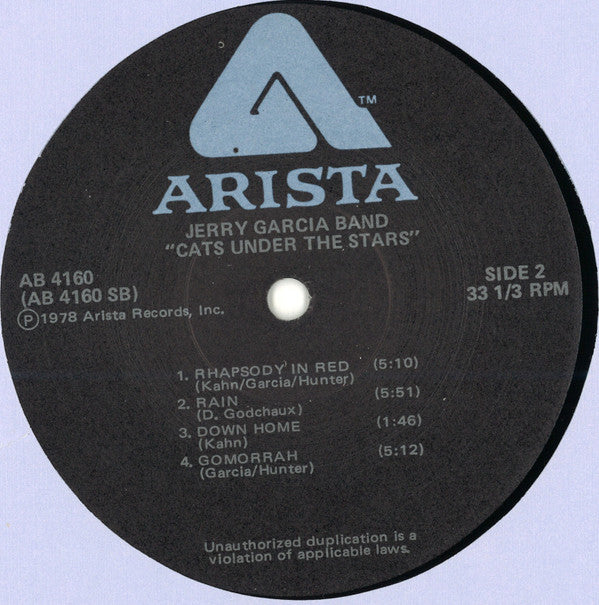 TM
ARISTA
JERRY GARCIA BAND
"CATS UNDER THE STARS"
AB 4160
(AB 4160 SB)
Ⓟ1978 Arista Records, Inc.
SIDE 2
33 1/3 RPM
1. RHAPSODY IN RED (5:10)
(Kahn/Garcia/Hunter)
2. RAIN (5:51)
(D. Godchaux)
3. DOWN HOME (1:46)
(Kahn)
4. GOMORRAH (5:12)
(Garcia/Hunter)
Unauthorized duplication is a
violation of applicable laws.